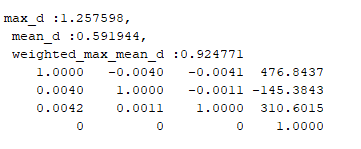 max_d :1.257598,
mean_d :0.591944,
weighted_max_mean_d :0.924771
1.0000 -0.0040 -0.0041 476.8437
0.0040 1.0000 -0.0011 -145.3843
0.0042 0.0011 1.0000 310.6015
0 0 0 1.0000